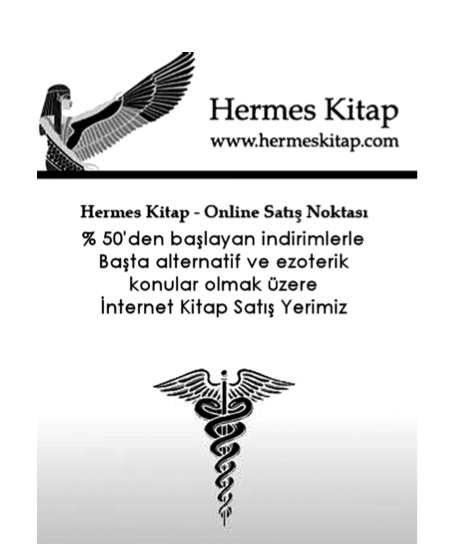 Hermes Kitap
www.hermeskitap.com
Hermes Kitap - Online Satış Noktası
% 50'den başlayan indirimlerle
Başta alternatif ve ezoterik
konular olmak üzere
İnternet Kitap Satış Yerimiz